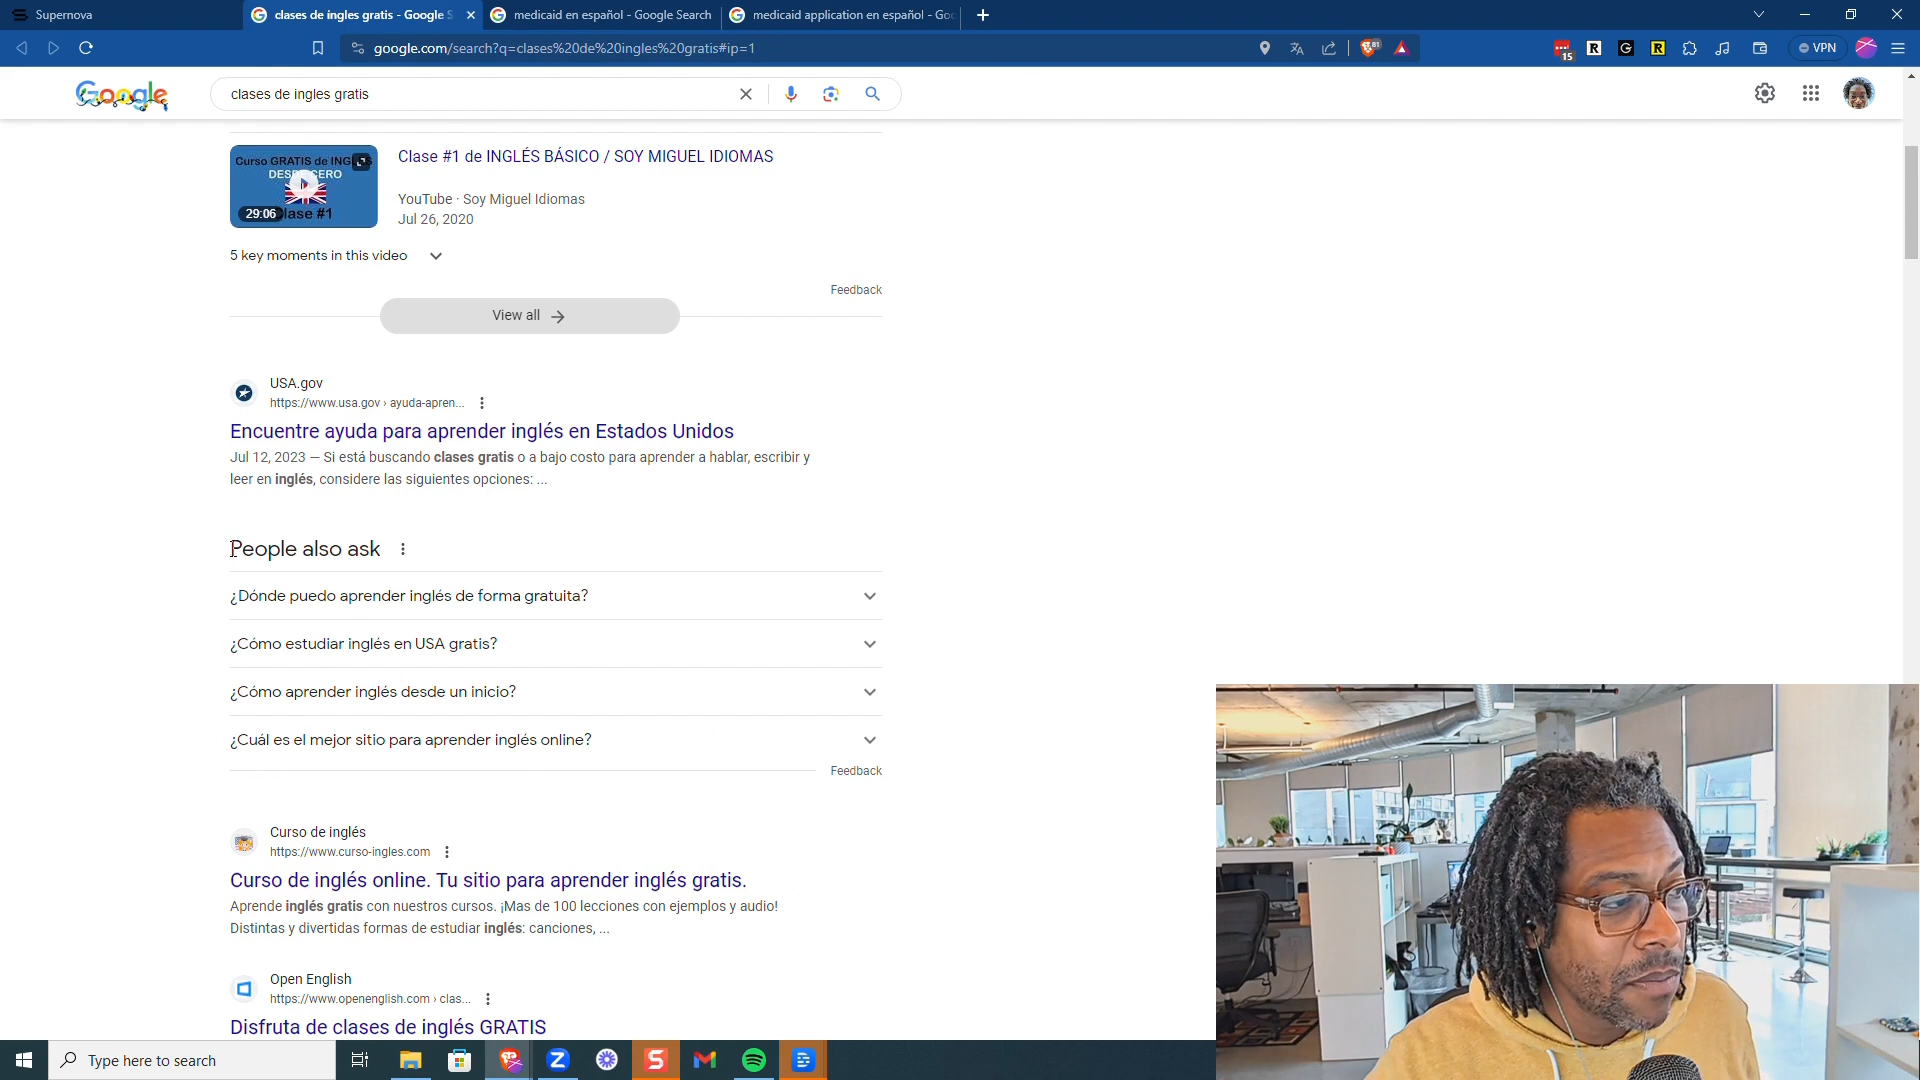 Supernova
clases de ingles gratis - Google S
medicaid en español - Google Search
medicaid application en español - Goo
google.com/search?q=clases%20de%20ingles%20gratis#ip=1
81
15
VPN
Google
clases de ingles gratis
Curso GRATIS de INGLÉS
DESDE CERO
29:06
Clase #1
Clase #1 de INGLÉS BÁSICO / SOY MIGUEL IDIOMAS
YouTube · Soy Miguel Idiomas
Jul 26, 2020
5 key moments in this video
Feedback
View all
USA.gov
https://www.usa.gov › ayuda-apren...
Encuentre ayuda para aprender inglés en Estados Unidos
Jul 12, 2023 — Si está buscando clases gratis o a bajo costo para aprender a hablar, escribir y
leer en inglés, considere las siguientes opciones: ...
People also ask
¿Dónde puedo aprender inglés de forma gratuita?
¿Cómo estudiar inglés en USA gratis?
¿Cómo aprender inglés desde un inicio?
¿Cuál es el mejor sitio para aprender inglés online?
Feedback
Curso de inglés
https://www.curso-ingles.com
Curso de inglés online. Tu sitio para aprender inglés gratis.
Aprende inglés gratis con nuestros cursos. ¡Mas de 100 lecciones con ejemplos y audio!
Distintas y divertidas formas de estudiar inglés: canciones, ...
Open English
https://www.openenglish.com › clas...
Disfruta de clases de inglés GRATIS
Type here to search